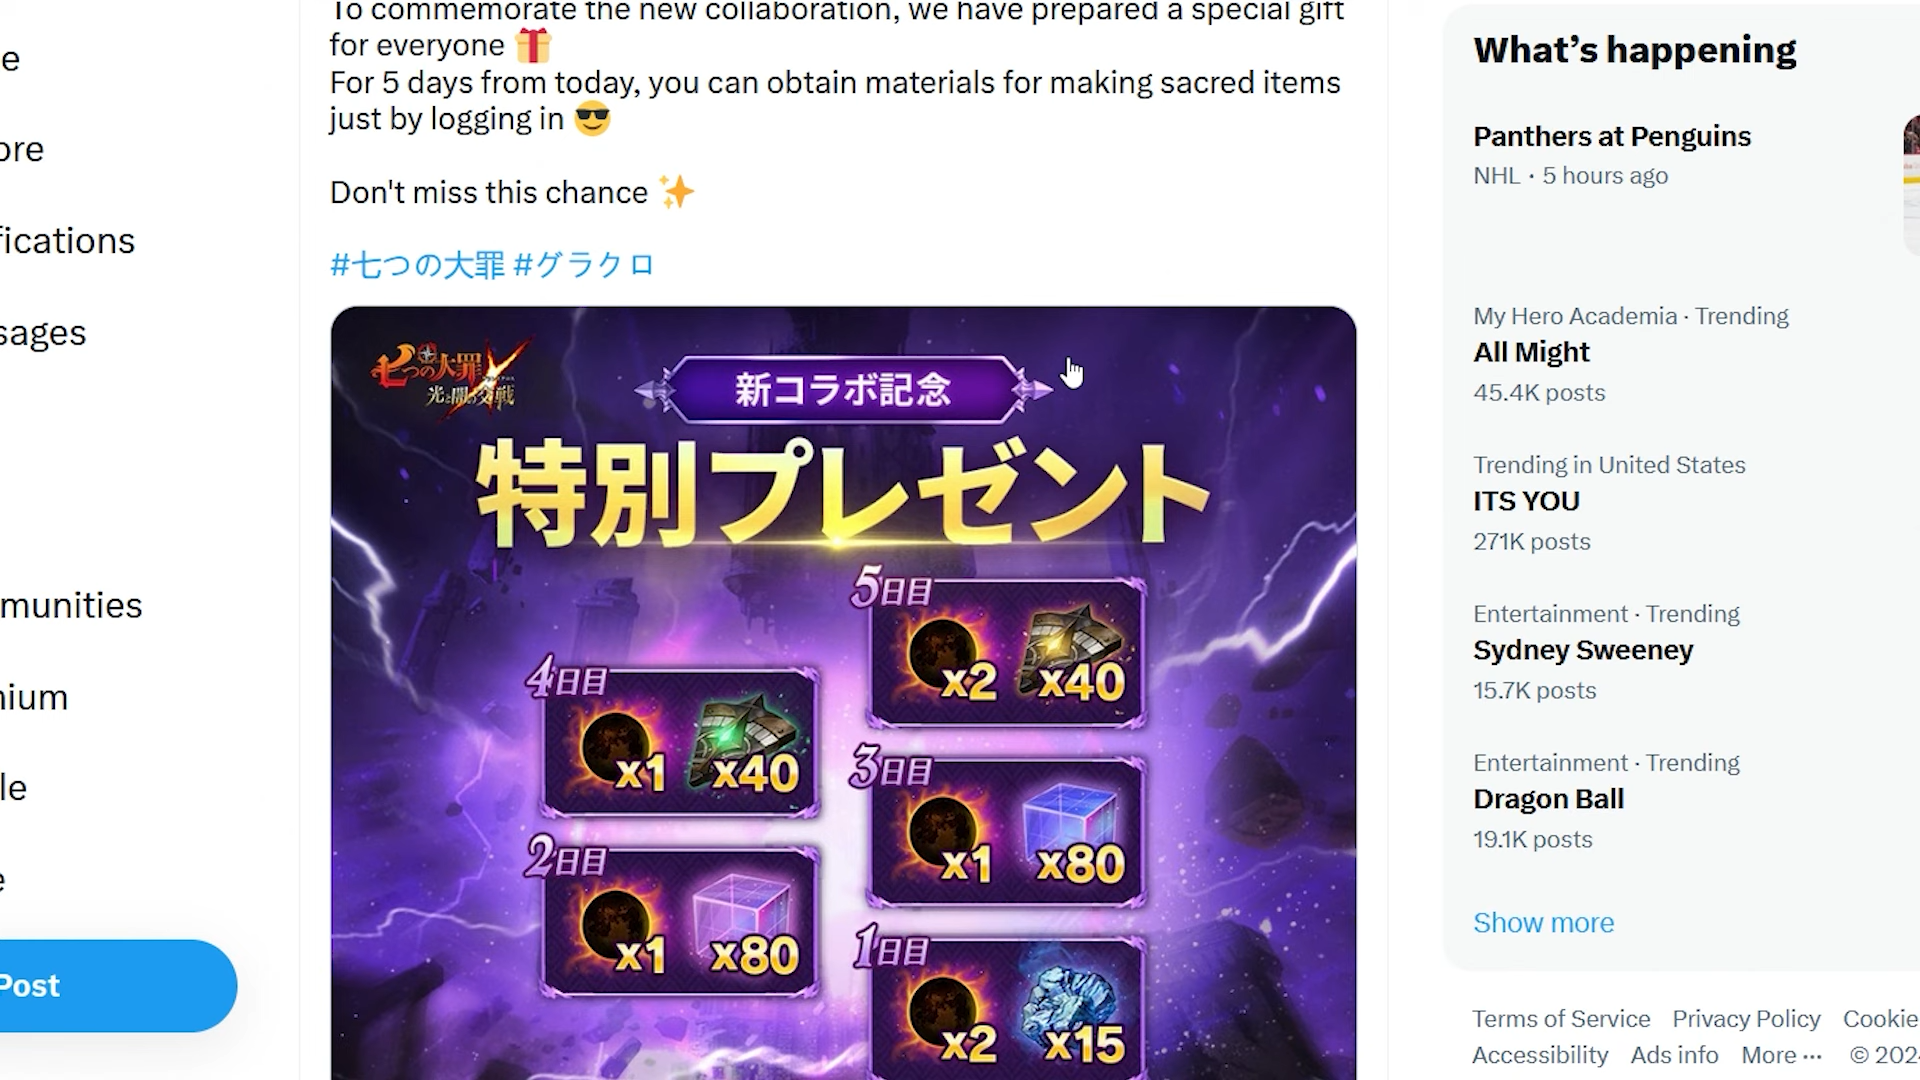 e
ore
fications
sages
munities
mium
le
e
Post
To commemorate the new collaboration, we have prepared a special gift
for everyone 🎁
For 5 days from today, you can obtain materials for making sacred items
just by logging in 😎
Don't miss this chance ✨
#七つの大罪 #グラクロ
七つの大罪
光と闇の交戦
新コラボ記念
特別プレゼント
5日目
x2 x40
4日目
x1 x40
3日目
x1 x80
2日目
x1 x80
1日目
x2 x15
What's happening
Panthers at Penguins
NHL · 5 hours ago
My Hero Academia · Trending
All Might
45.4K posts
Trending in United States
ITS YOU
271K posts
Entertainment · Trending
Sydney Sweeney
15.7K posts
Entertainment · Trending
Dragon Ball
19.1K posts
Show more
Terms of Service Privacy Policy Cookie
Accessibility Ads info More ··· © 202